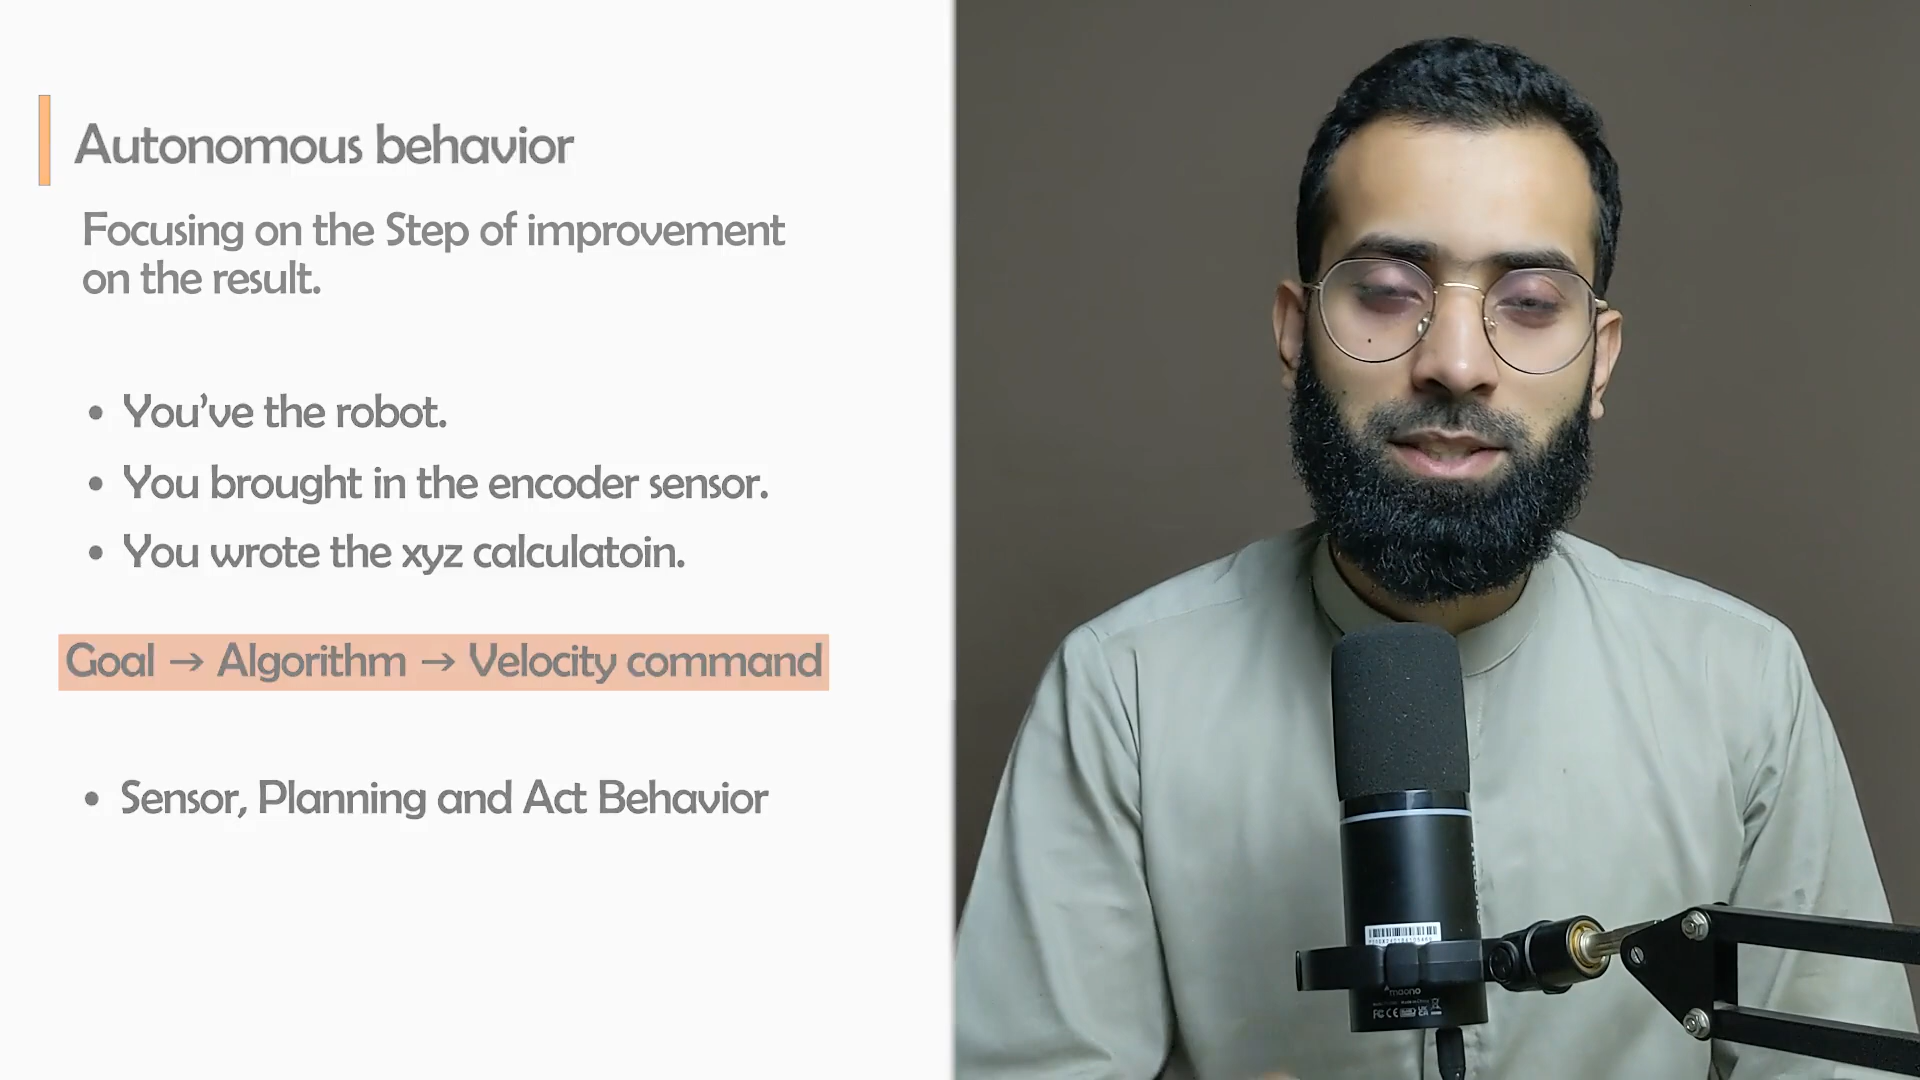 Autonomous behavior
Focusing on the Step of improvement
on the result.
• You've the robot.
• You brought in the encoder sensor.
• You wrote the xyz calculatoin.
Goal → Algorithm → Velocity command
• Sensor, Planning and Act Behavior
maono